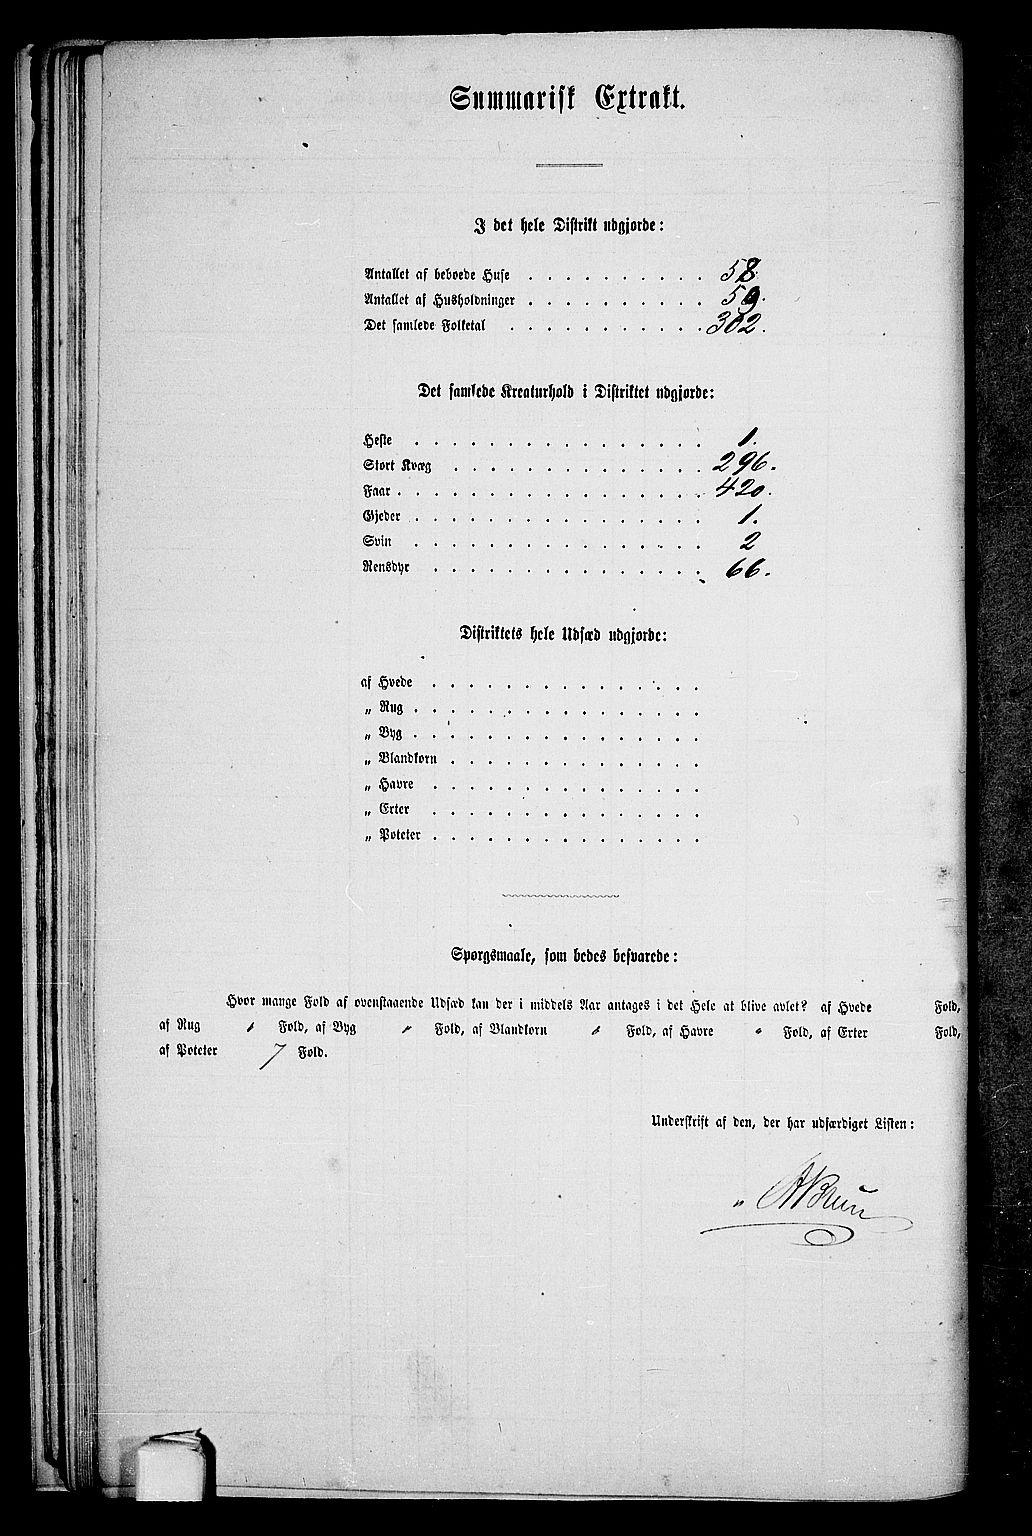 Summarisk Extrakt.
I det hele Distrikt udgjorde:
Antallet af beboede Huse . . . . . . . . . . 58
Antallet af Husholdninger . . . . . . . . . . 59.
Det samlede Folketal . . . . . . . . . . . 302.
Det samlede Kreaturhold i Distriktet udgjorde:
Heste . . . . . . . . . . . . . . . . 1.
Stort Kvæg . . . . . . . . . . . . . . 296.
Faar . . . . . . . . . . . . . . . . . 420.
Gjeder . . . . . . . . . . . . . . . . 1.
Svin . . . . . . . . . . . . . . . . 2
Rensdyr . . . . . . . . . . . . . . . 66.
Distriktets hele Udsæd udgjorde:
af Hvede . . . . . . . . . . . . . . .
„ Rug . . . . . . . . . . . . . . . .
„ Byg . . . . . . . . . . . . . . . .
„ Blandkorn . . . . . . . . . . . . . .
„ Havre . . . . . . . . . . . . . . .
„ Erter . . . . . . . . . . . . . . .
„ Poteter . . . . . . . . . . . . . . .
Spørgsmaale, som bedes besvarede:
Hvor mange Fold af ovenstaaende Udsæd kan der i middels Aar antages i det Hele at blive avlet? af Hvede Fold,
af Rug " Fold, af Byg " Fold, af Blandkorn " Fold, af Havre " Fold, af Erter Fold,
af Poteter 7 Fold.
Underskrift af den, der har udfærdiget Listen:
A Brun